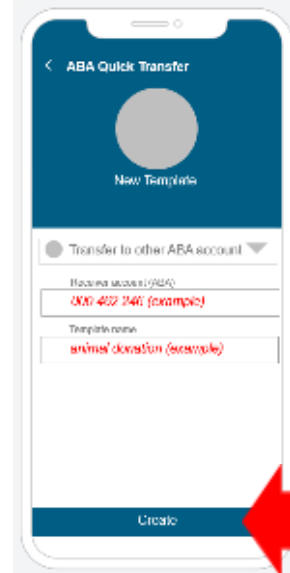 ABA Quick Transfer
New Template
Transfer to other ABA account
Receiver account (ABA)
000 402 246 (example)
Template name
animal donation (example)
Create